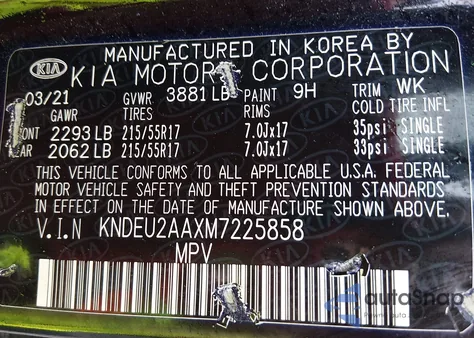 MANUFACTURED IN KOREA BY
KIA KIA MOTORS CORPORATION
03/21 GVWR 3881 LB PAINT 9H TRIM WK
GAWR TIRES RIMS COLD TIRE INFL
ONT 2293 LB 215/55R17 7.0Jx17 35psi SINGLE
EAR 2062 LB 215/55R17 7.0Jx17 33psi SINGLE
THIS VEHICLE CONFORMS TO ALL APPLICABLE U.S.A. FEDERAL
MOTOR VEHICLE SAFETY AND THEFT PREVENTION STANDARDS
IN EFFECT ON THE DATE OF MANUFACTURE SHOWN ABOVE.
V.I.N KNDEU2AAXM7225858
MPV
autoSnap